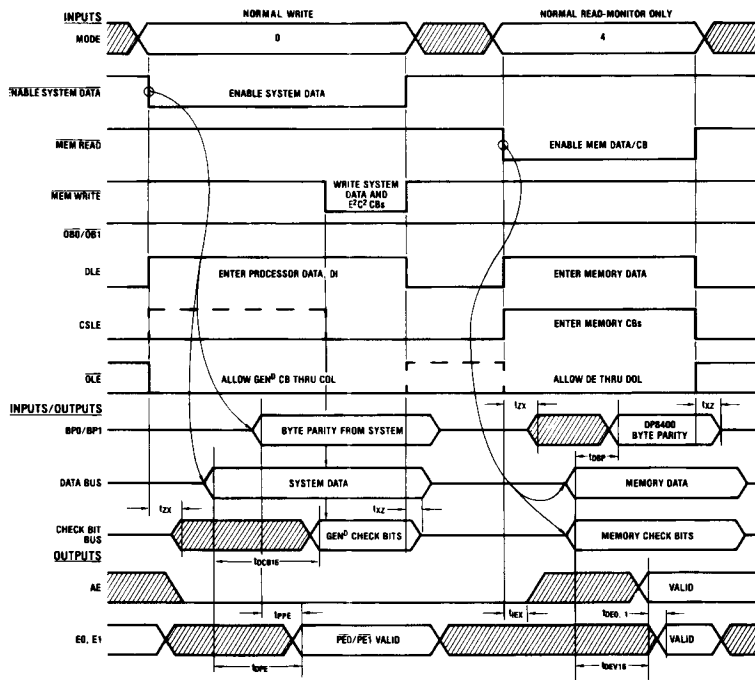 INPUTS
NORMAL WRITE
NORMAL READ-MONITOR ONLY
MODE
0
4
ENABLE SYSTEM DATA
ENABLE SYSTEM DATA
MEM READ
ENABLE MEM DATA/CB
MEM WRITE
WRITE SYSTEM
DATA AND
E²C² CBs
OB0/OB1
DLE
ENTER PROCESSOR DATA, DI
ENTER MEMORY DATA
CSLE
ENTER MEMORY CBs
OLE
ALLOW GENᴰ CB THRU COL
ALLOW DE THRU DOL
INPUTS/OUTPUTS
tZX
tXZ
BP0/BP1
BYTE PARITY FROM SYSTEM
DP8400
BYTE PARITY
tDBP
DATA BUS
SYSTEM DATA
MEMORY DATA
tZX
tXZ
CHECK BIT
BUS
GENᴰ CHECK BITS
MEMORY CHECK BITS
OUTPUTS
tDCB16
AE
VALID
tPPE
tIEX
tDE0, 1
E0, E1
PE0/PE1 VALID
VALID
tDPE
tDEV16